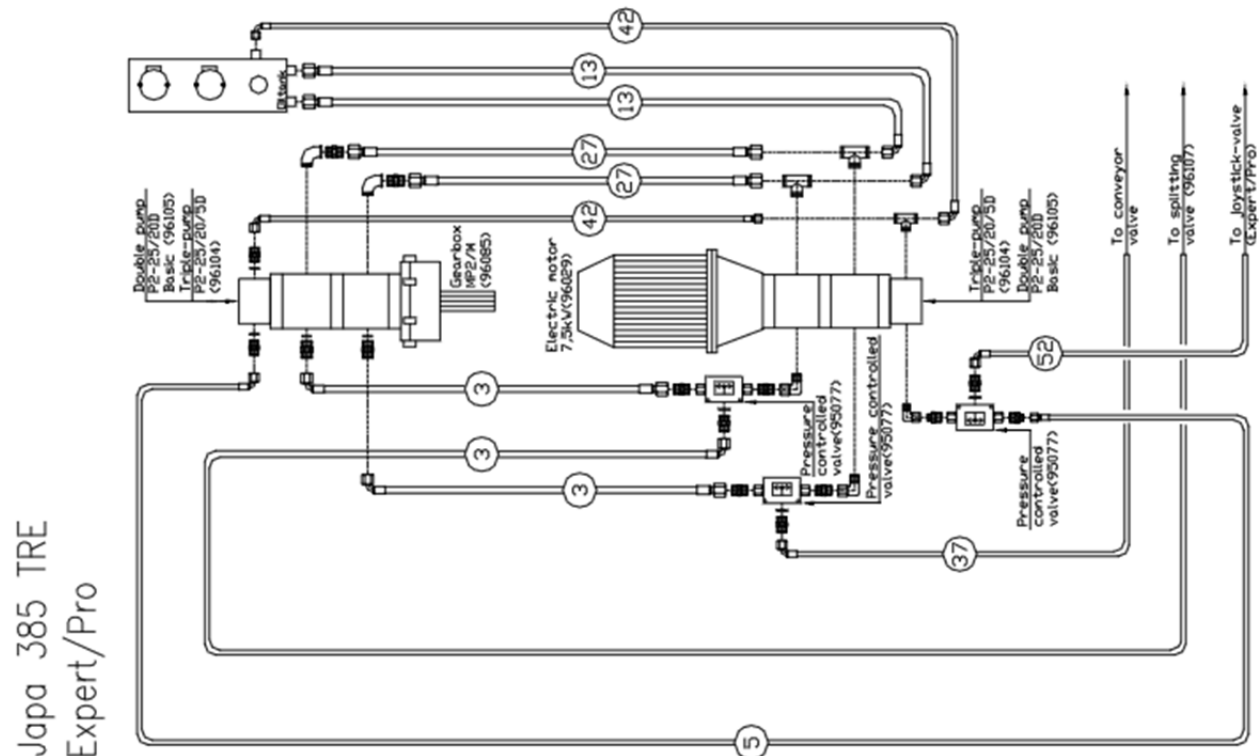 Japa 385 TRE
Expert/Pro
42
13
13
27
27
42
Double pump
P2-25/20D
Basic (96105)
Triple-pump
P2-25/20/5D
(96104)
Gearbox
MP2/M
(96085)
Electric motor
7,5kW(96029)
Triple-pump
P2-25/20/5D
(96104)
Double pump
P2-25/20D
Basic (96105)
To conveyor
valve
To splitting
valve (96107)
To joystick-valve
(Expert/Pro)
3
3
3
52
Pressure
controlled
valve(95077)
Pressure controlled
valve(95077)
Pressure
controlled
valve(95077)
37
5